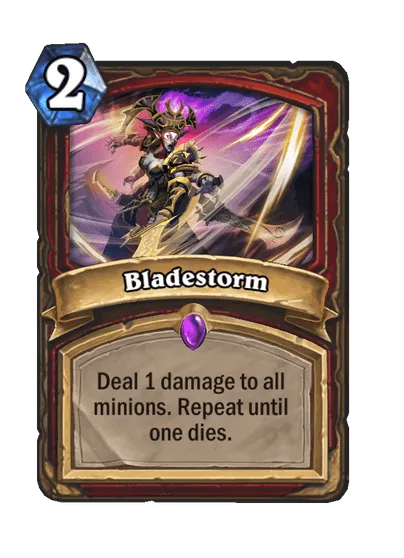 2
Bladestorm
Deal 1 damage to all
minions. Repeat until
one dies.